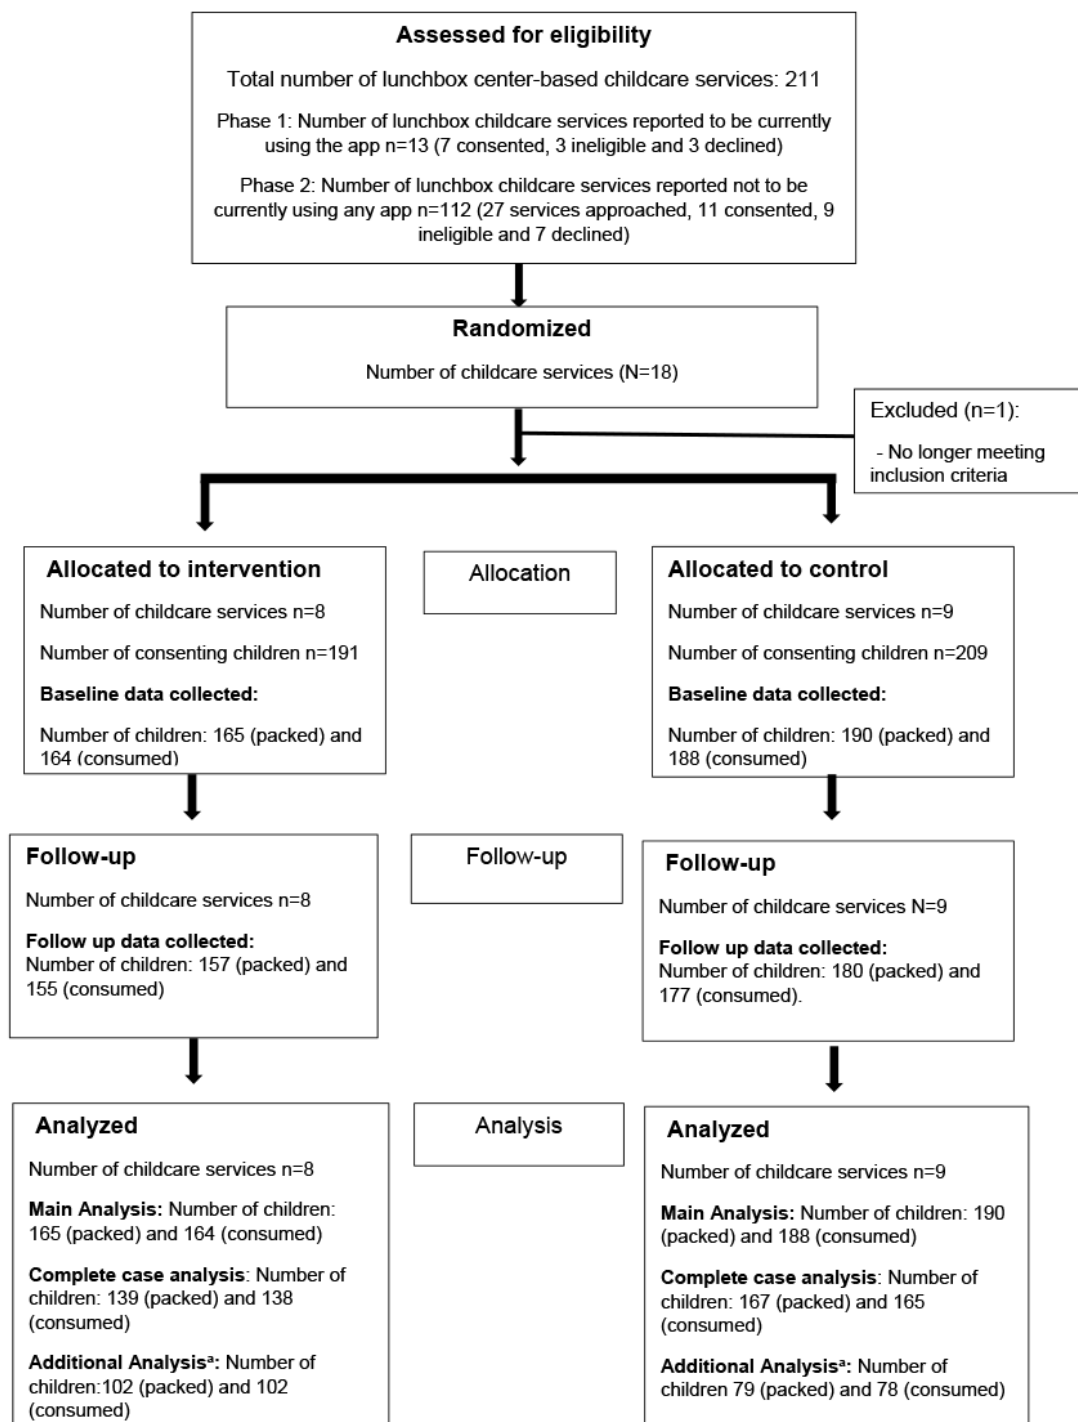 Assessed for eligibility
Total number of lunchbox center-based childcare services: 211
Phase 1: Number of lunchbox childcare services reported to be currently
using the app n=13 (7 consented, 3 ineligible and 3 declined)
Phase 2: Number of lunchbox childcare services reported not to be
currently using any app n=112 (27 services approached, 11 consented, 9
ineligible and 7 declined)
Randomized
Number of childcare services (N=18)
Excluded (n=1):
- No longer meeting
inclusion criteria
Allocated to intervention
Number of childcare services n=8
Number of consenting children n=191
Baseline data collected:
Number of children: 165 (packed) and
164 (consumed)
Allocation
Allocated to control
Number of childcare services n=9
Number of consenting children n=209
Baseline data collected:
Number of children: 190 (packed) and
188 (consumed)
Follow-up
Number of childcare services n=8
Follow up data collected:
Number of children: 157 (packed) and
155 (consumed)
Follow-up
Follow-up
Number of childcare services N=9
Follow up data collected:
Number of children: 180 (packed) and
177 (consumed).
Analyzed
Number of childcare services n=8
Main Analysis: Number of children:
165 (packed) and 164 (consumed)
Complete case analysis: Number of
children: 139 (packed) and 138
(consumed)
Additional Analysisᵃ: Number of
children:102 (packed) and 102
(consumed)
Analysis
Analyzed
Number of childcare services n=9
Main Analysis: Number of children: 190
(packed) and 188 (consumed)
Complete case analysis: Number of
children: 167 (packed) and 165
(consumed)
Additional Analysisᵃ: Number of
children 79 (packed) and 78 (consumed)